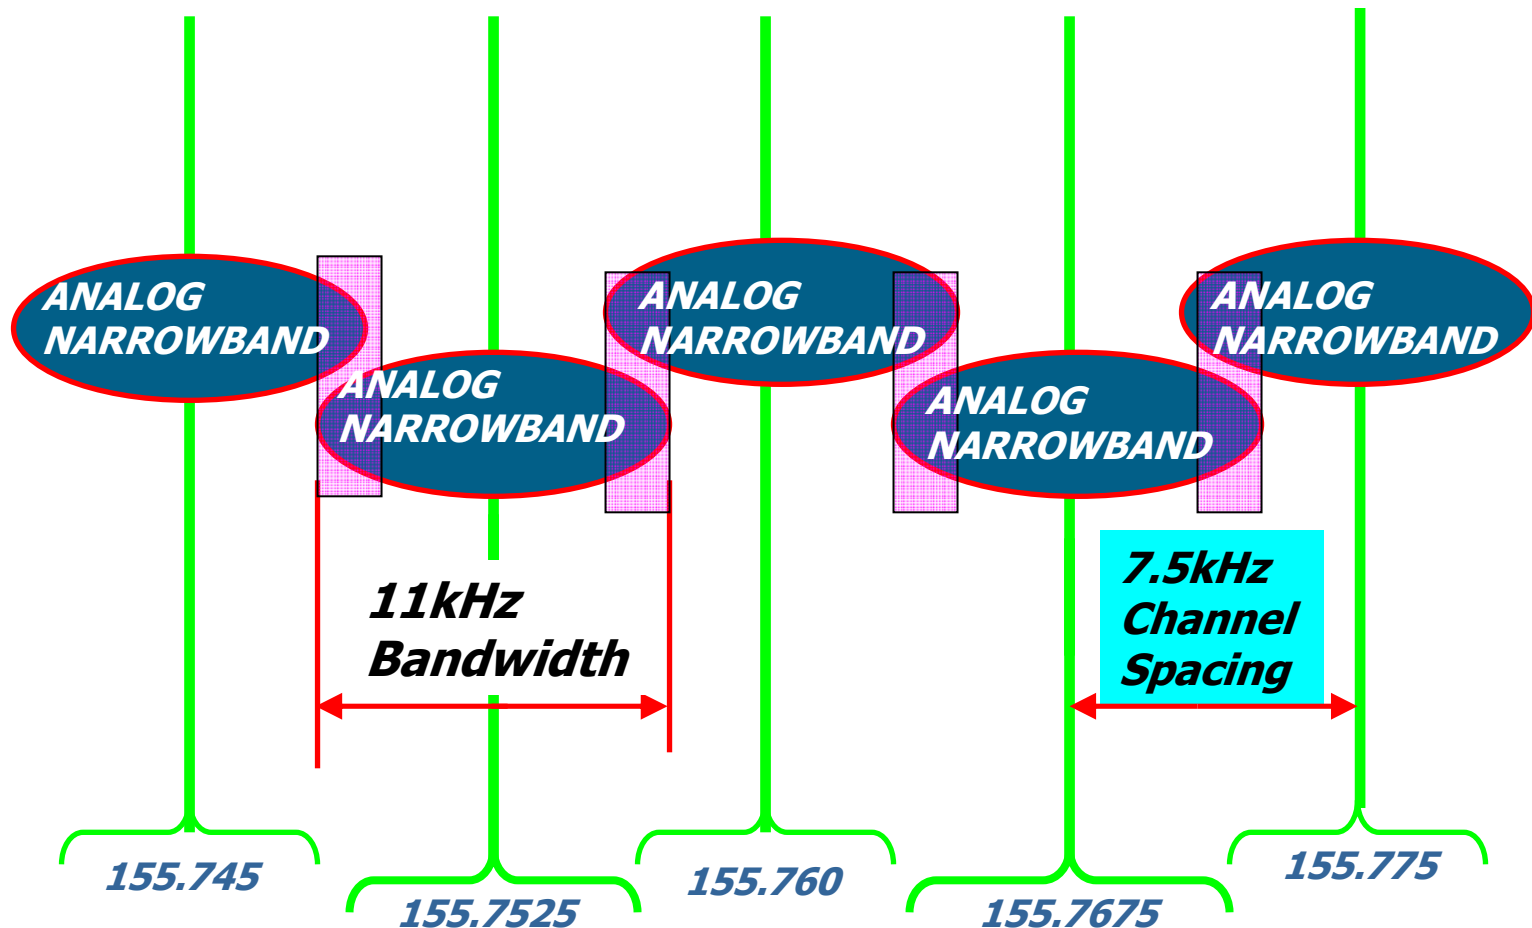 ANALOG
NARROWBAND
ANALOG
NARROWBAND
ANALOG
NARROWBAND
ANALOG
NARROWBAND
ANALOG
NARROWBAND
11kHz
Bandwidth
7.5kHz
Channel
Spacing
155.745
155.7525
155.760
155.7675
155.775